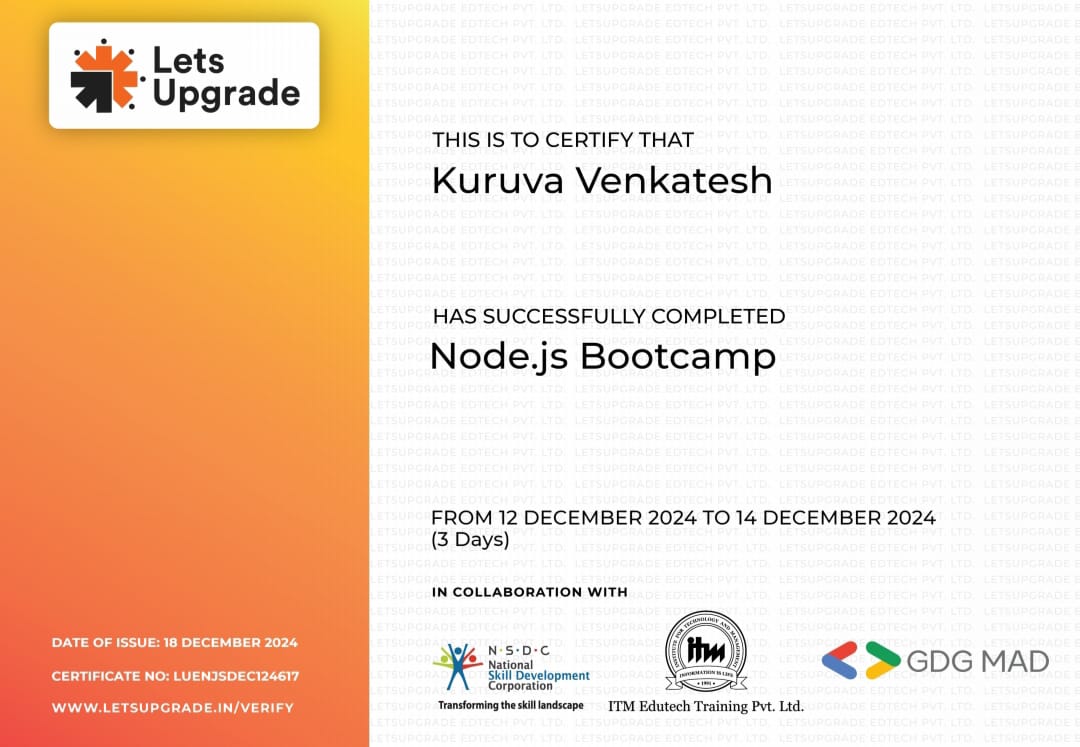 Lets
Upgrade
THIS IS TO CERTIFY THAT
Kuruva Venkatesh
HAS SUCCESSFULLY COMPLETED
Node.js Bootcamp
FROM 12 DECEMBER 2024 TO 14 DECEMBER 2024
(3 Days)
IN COLLABORATION WITH
N·S·D·C
National
Skill Development
Corporation
Transforming the skill landscape
INSTITUTE FOR TECHNOLOGY AND MANAGEMENT
itm
INFORMATION IS LIFE
· 1991 ·
ITM Edutech Training Pvt. Ltd.
GDG MAD
DATE OF ISSUE: 18 DECEMBER 2024
CERTIFICATE NO: LUENJSDEC124617
WWW.LETSUPGRADE.IN/VERIFY
LETSUPGRADE EDTECH PVT. LTD.